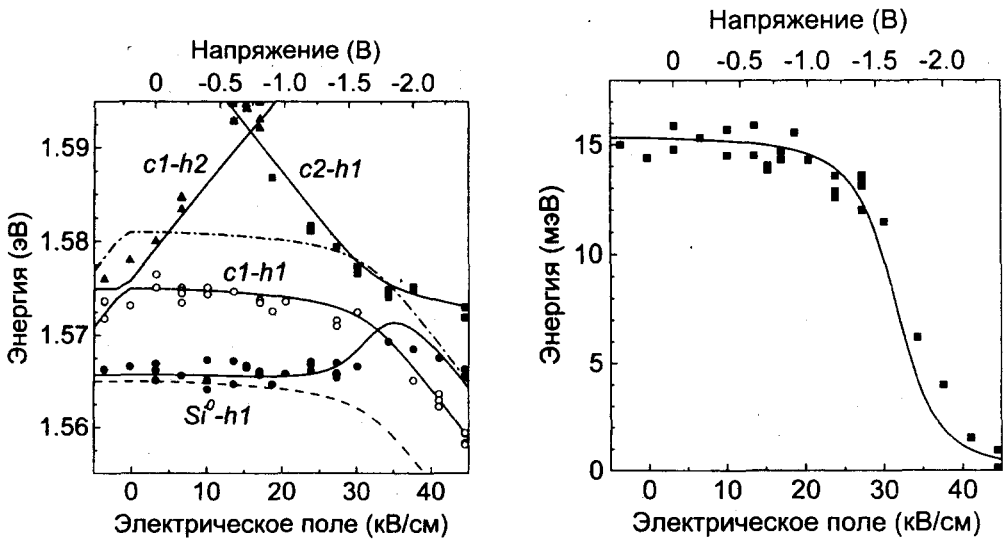 Напряжение (В)
0 -0.5 -1.0 -1.5 -2.0
1.59
1.58
1.57
1.56
Энергия (эВ)
c1-h2
c2-h1
c1-h1
Si⁰-h1
0 10 20 30 40
Электрическое поле (кВ/см)
Напряжение (В)
0 -0.5 -1.0 -1.5 -2.0
15
10
5
0
Энергия (мэВ)
0 10 20 30 40
Электрическое поле (кВ/см)